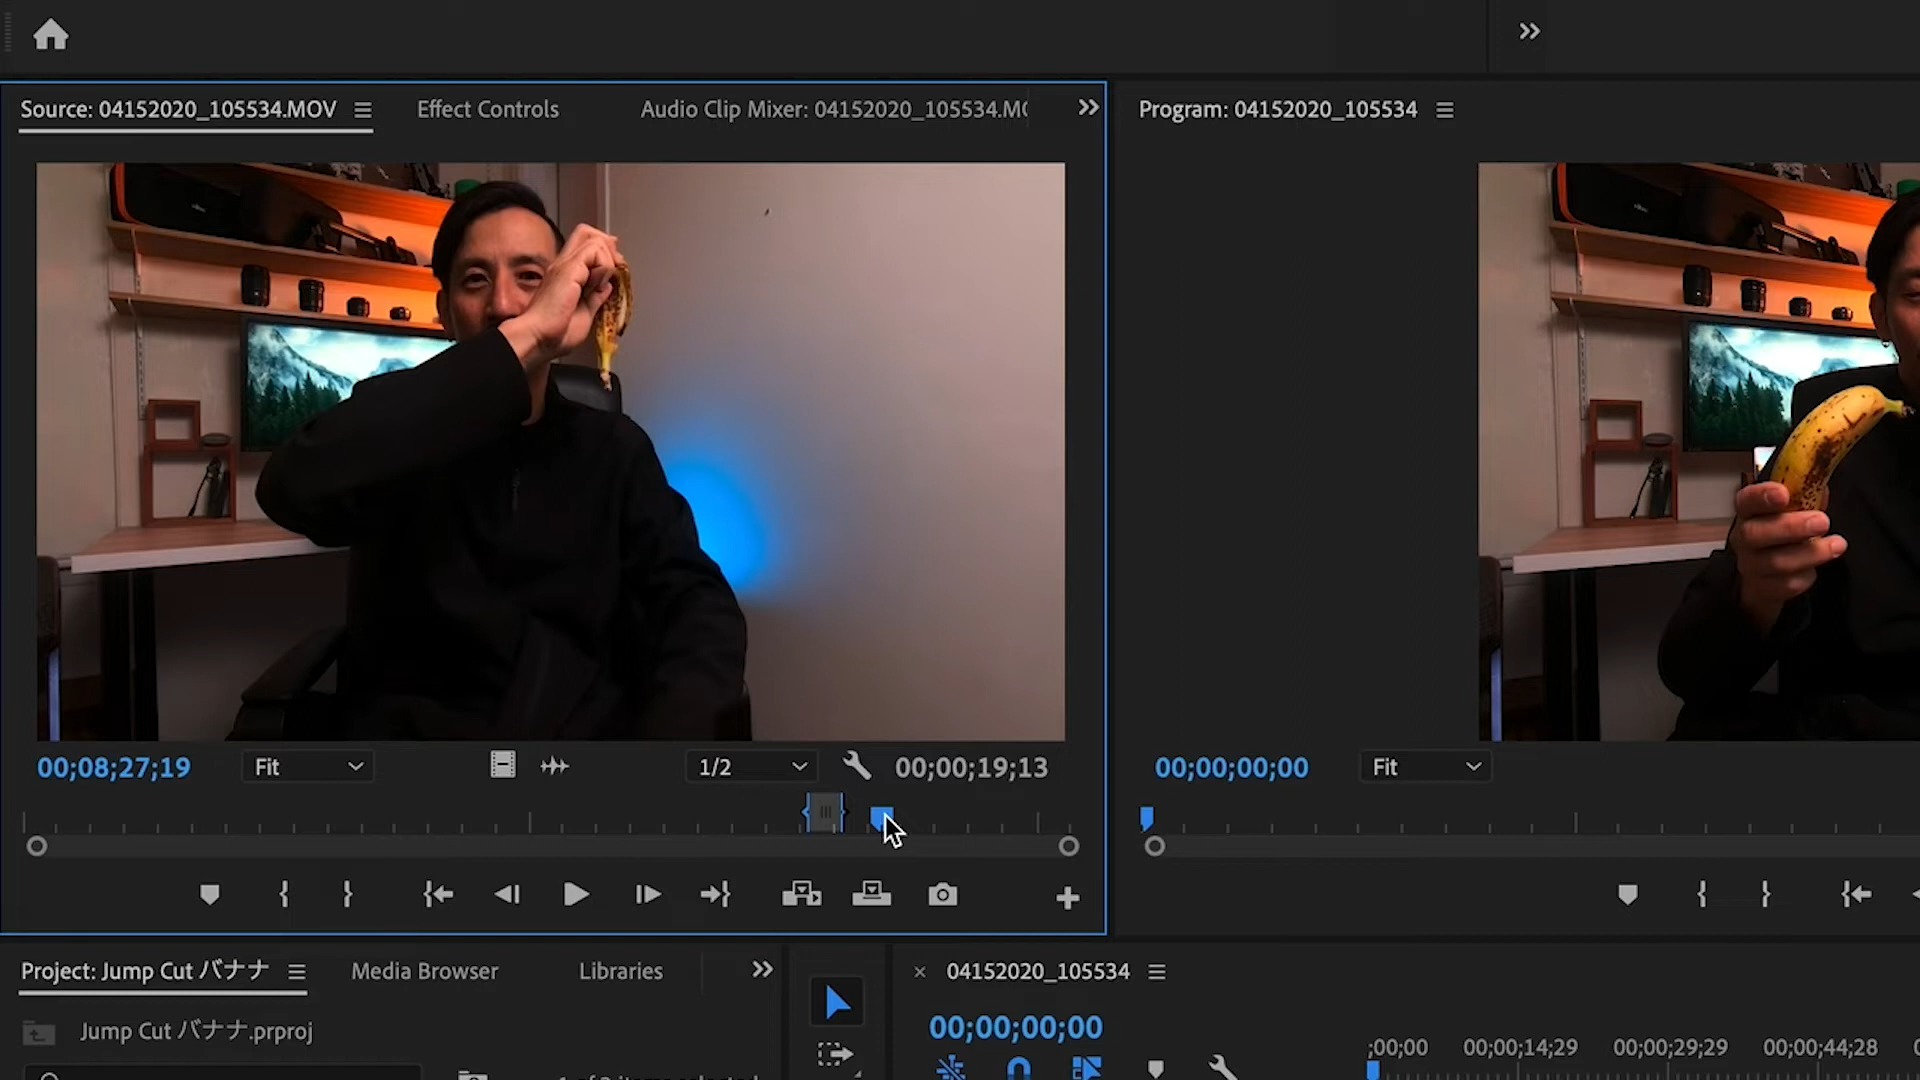 Source: 04152020_105534.MOV
Effect Controls
Audio Clip Mixer: 04152020_105534.M
Program: 04152020_105534
00;08;27;19
Fit
1/2
00;00;19;13
00;00;00;00
Fit
Project: Jump Cut バナナ
Media Browser
Libraries
× 04152020_105534
Jump Cut バナナ.prproj
00;00;00;00
;00;00
00;00;14;29
00;00;29;29
00;00;44;28